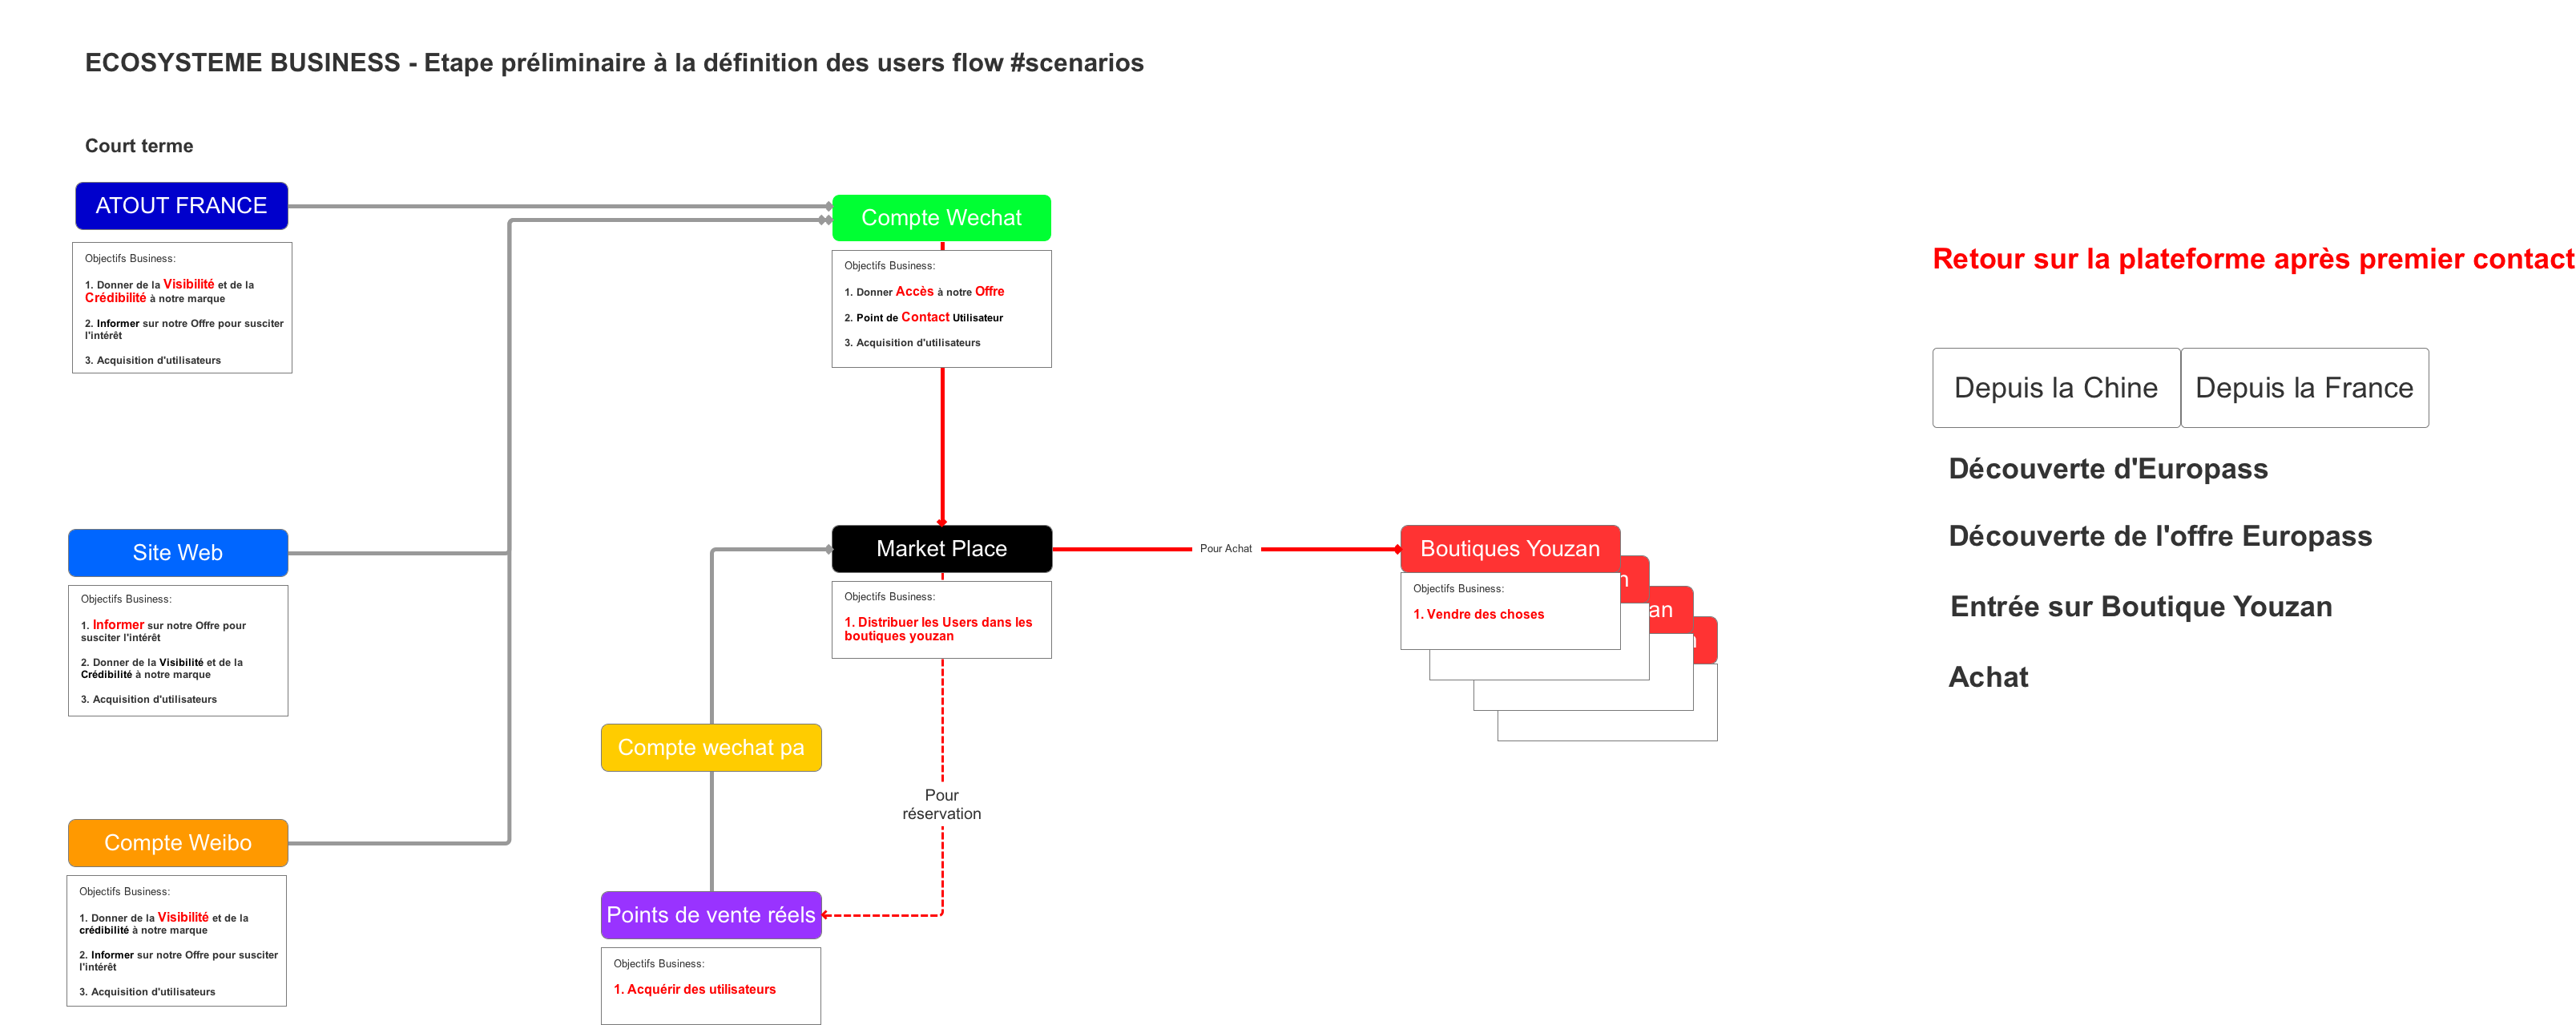 ECOSYSTEME BUSINESS - Etape préliminaire à la définition des users flow #scenarios
Court terme
ATOUT FRANCE
Objectifs Business:
1. Donner de la Visibilité et de la
Crédibilité à notre marque
2. Informer sur notre Offre pour susciter
l'intérêt
3. Acquisition d'utilisateurs
Compte Wechat
Objectifs Business:
1. Donner Accès à notre Offre
2. Point de Contact Utilisateur
3. Acquisition d'utilisateurs
Site Web
Objectifs Business:
1. Informer sur notre Offre pour
susciter l'intérêt
2. Donner de la Visibilité et de la
Crédibilité à notre marque
3. Acquisition d'utilisateurs
Market Place
Objectifs Business:
1. Distribuer les Users dans les
boutiques youzan
Pour Achat
Boutiques Youzan
Objectifs Business:
1. Vendre des choses
n
an
Compte wechat pa
Pour
réservation
Compte Weibo
Objectifs Business:
1. Donner de la Visibilité et de la
crédibilité à notre marque
2. Informer sur notre Offre pour susciter
l'intérêt
3. Acquisition d'utilisateurs
Points de vente réels
Objectifs Business:
1. Acquérir des utilisateurs
Retour sur la plateforme après premier contact
Depuis la Chine
Depuis la France
Découverte d'Europass
Découverte de l'offre Europass
Entrée sur Boutique Youzan
Achat